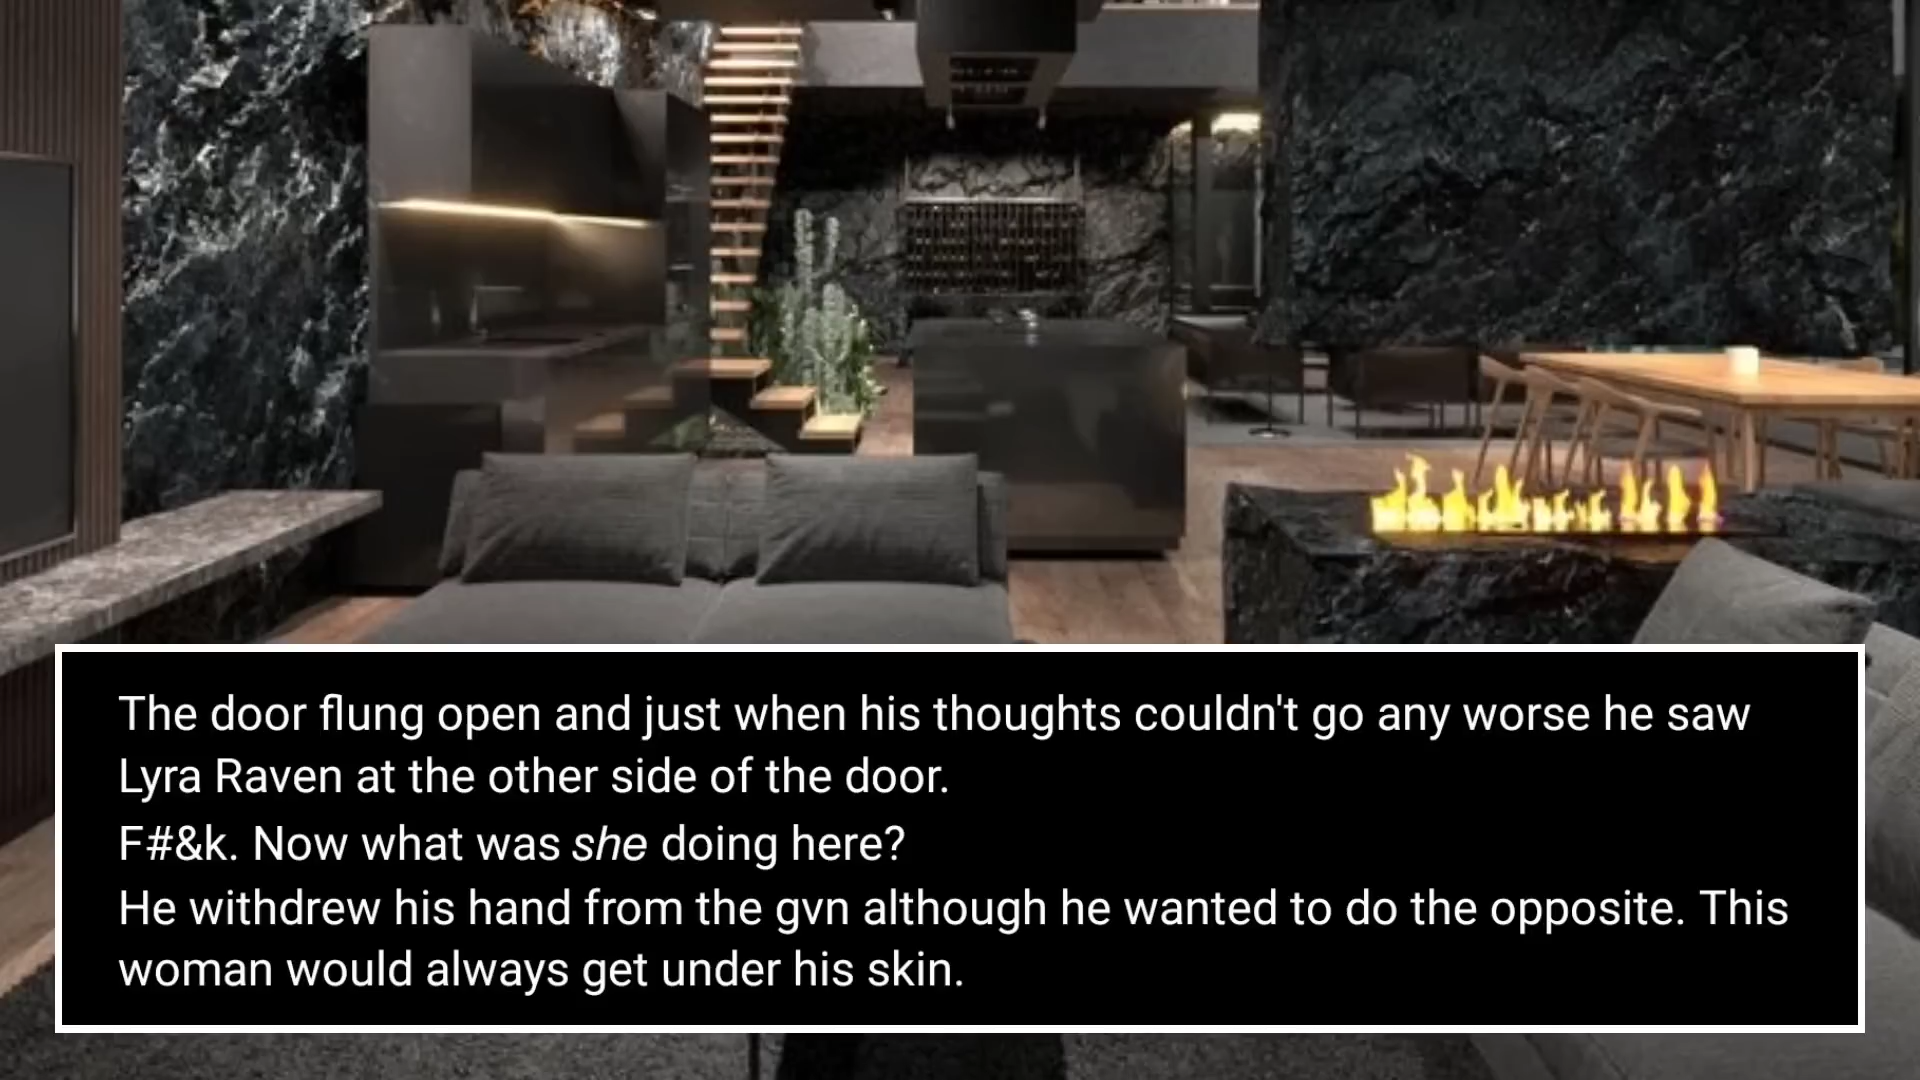 The door flung open and just when his thoughts couldn't go any worse he saw
Lyra Raven at the other side of the door.
F#&k. Now what was she doing here?
He withdrew his hand from the gvn although he wanted to do the opposite. This
woman would always get under his skin.